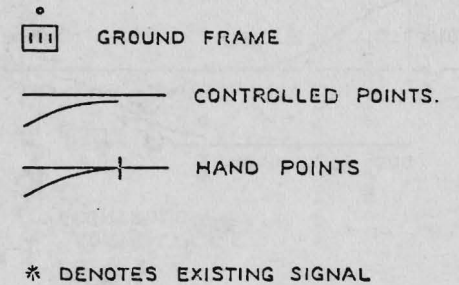 GROUND FRAME
CONTROLLED POINTS.
HAND POINTS
* DENOTES EXISTING SIGNAL